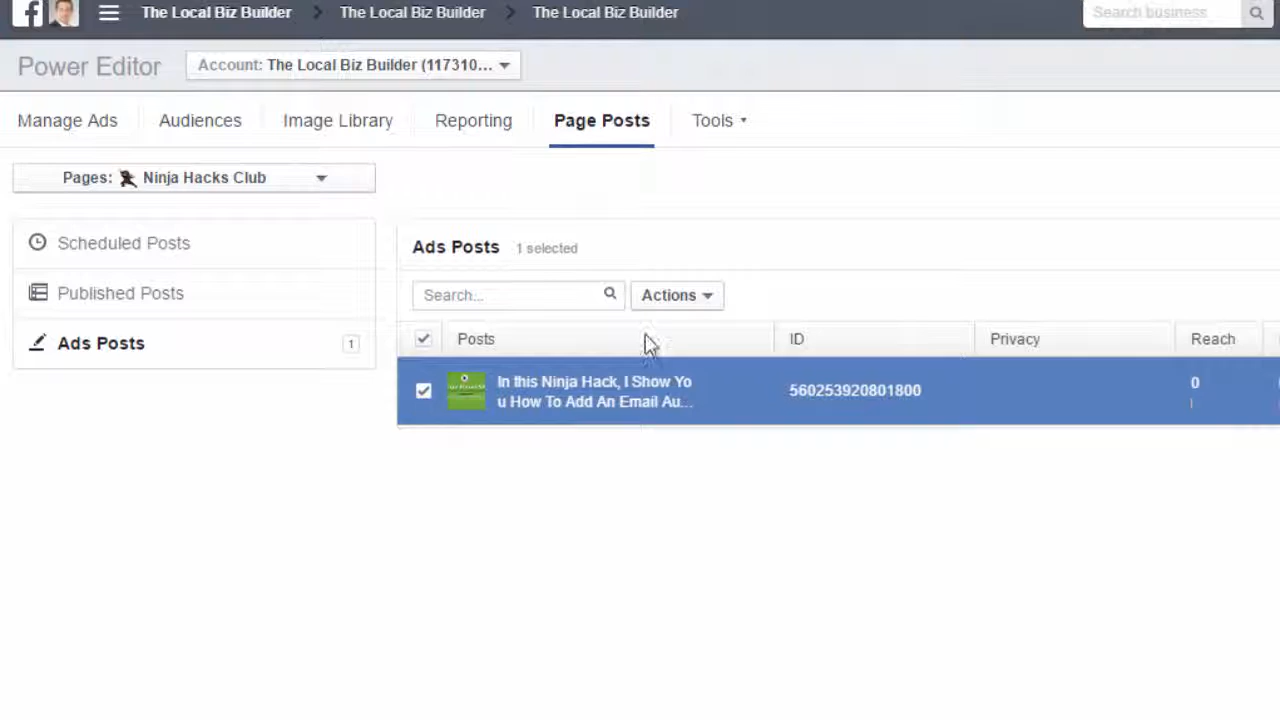 The Local Biz Builder > The Local Biz Builder > The Local Biz Builder
Search business
Power Editor
Account: The Local Biz Builder (117310...
Manage Ads
Audiences
Image Library
Reporting
Page Posts
Tools
Pages: Ninja Hacks Club
Scheduled Posts
Published Posts
Ads Posts 1
Ads Posts 1 selected
Search...
Actions
Posts
ID
Privacy
Reach
In this Ninja Hack, I Show Yo
u How To Add An Email Au...
560253920801800
0